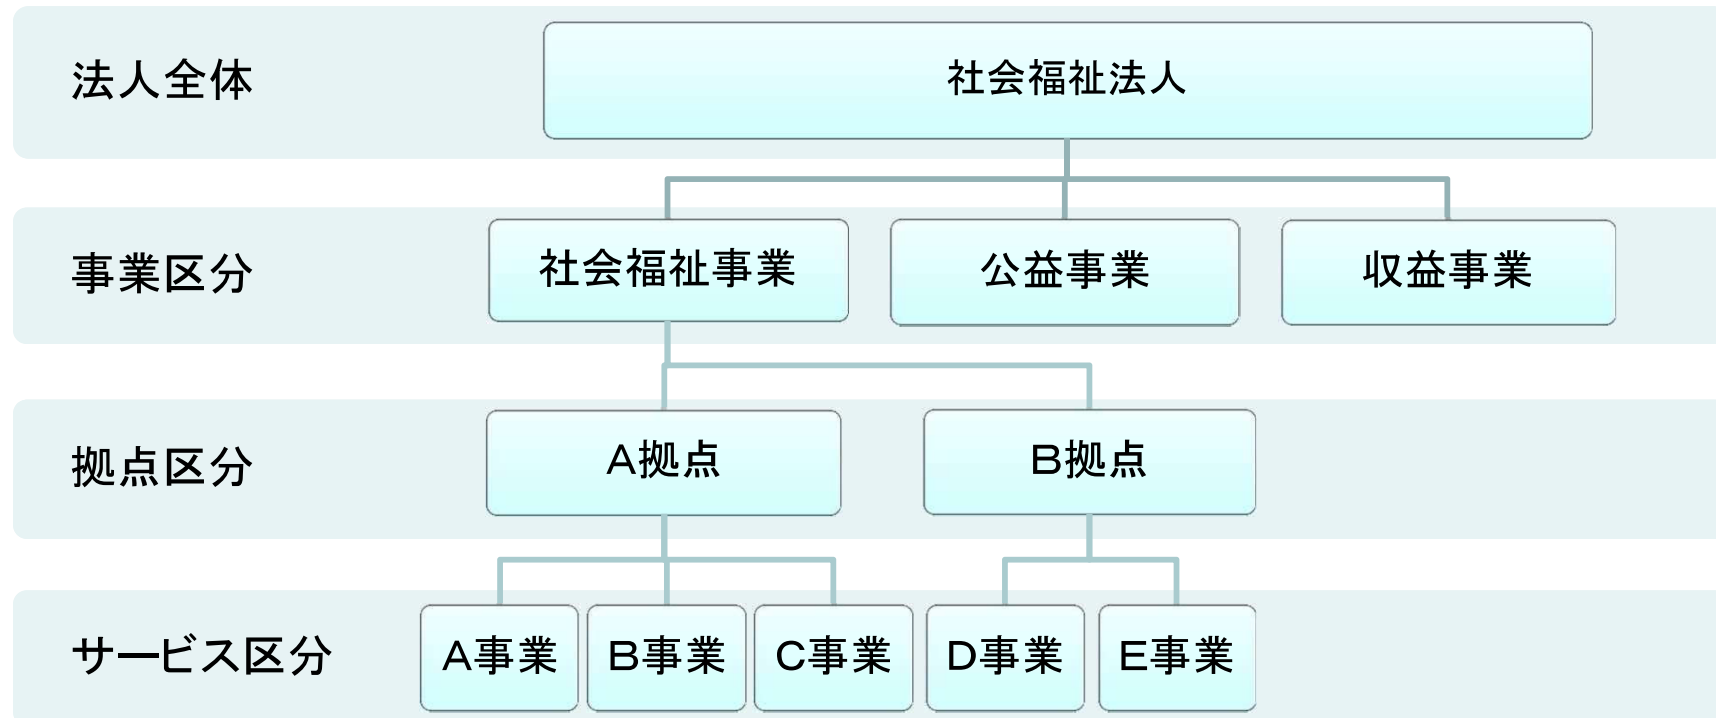 法人全体
社会福祉法人
事業区分
社会福祉事業
公益事業
収益事業
拠点区分
A拠点
B拠点
サービス区分
A事業
B事業
C事業
D事業
E事業